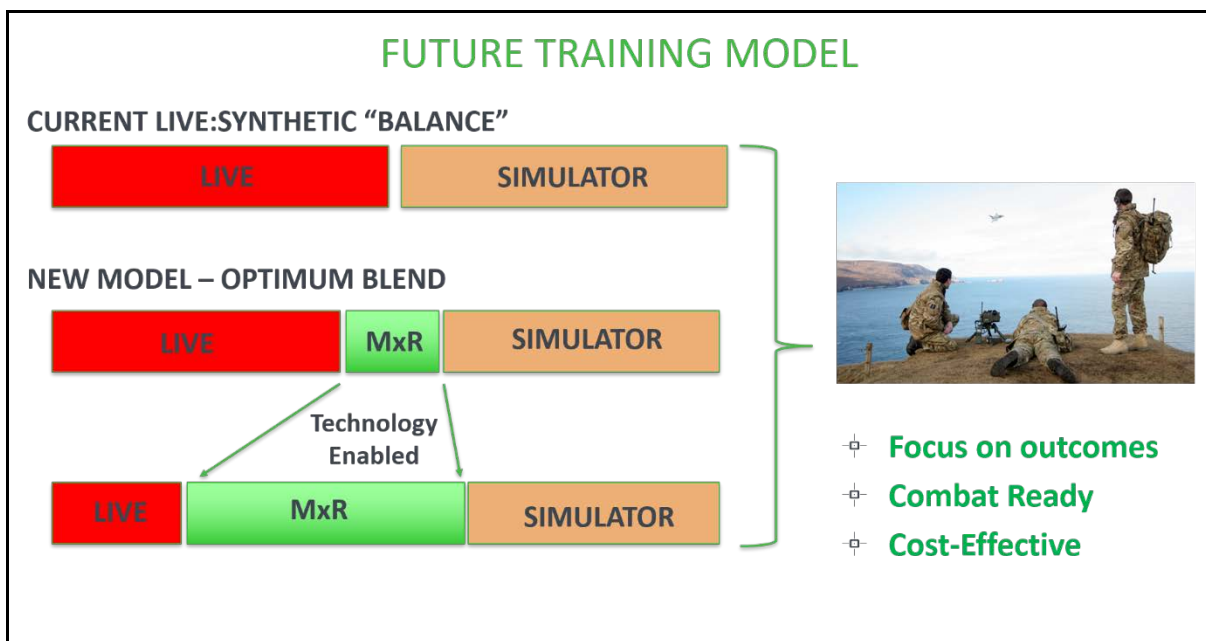 FUTURE TRAINING MODEL
CURRENT LIVE:SYNTHETIC “BALANCE”
LIVE
SIMULATOR
NEW MODEL – OPTIMUM BLEND
LIVE
MxR
SIMULATOR
Technology
Enabled
LIVE
MxR
SIMULATOR
Focus on outcomes
Combat Ready
Cost-Effective